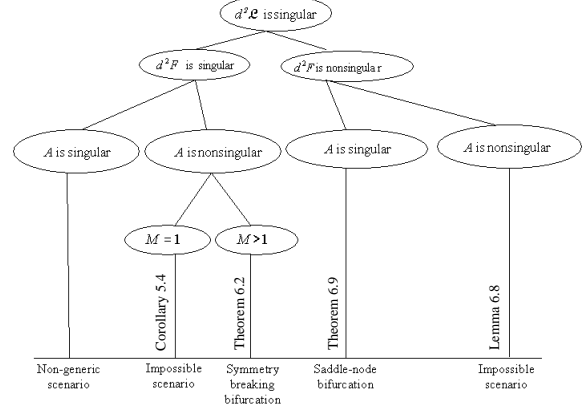 d²𝓛 is singular
d²F is singular
d²F is nonsingular
A is singular
A is nonsingular
A is singular
A is nonsingular
M = 1
M > 1
Corollary 5.4
Theorem 6.2
Theorem 6.9
Lemma 6.8
Non-generic
scenario
Impossible
scenario
Symmetry
breaking
bifurcation
Saddle-node
bifurcation
Impossible
scenario